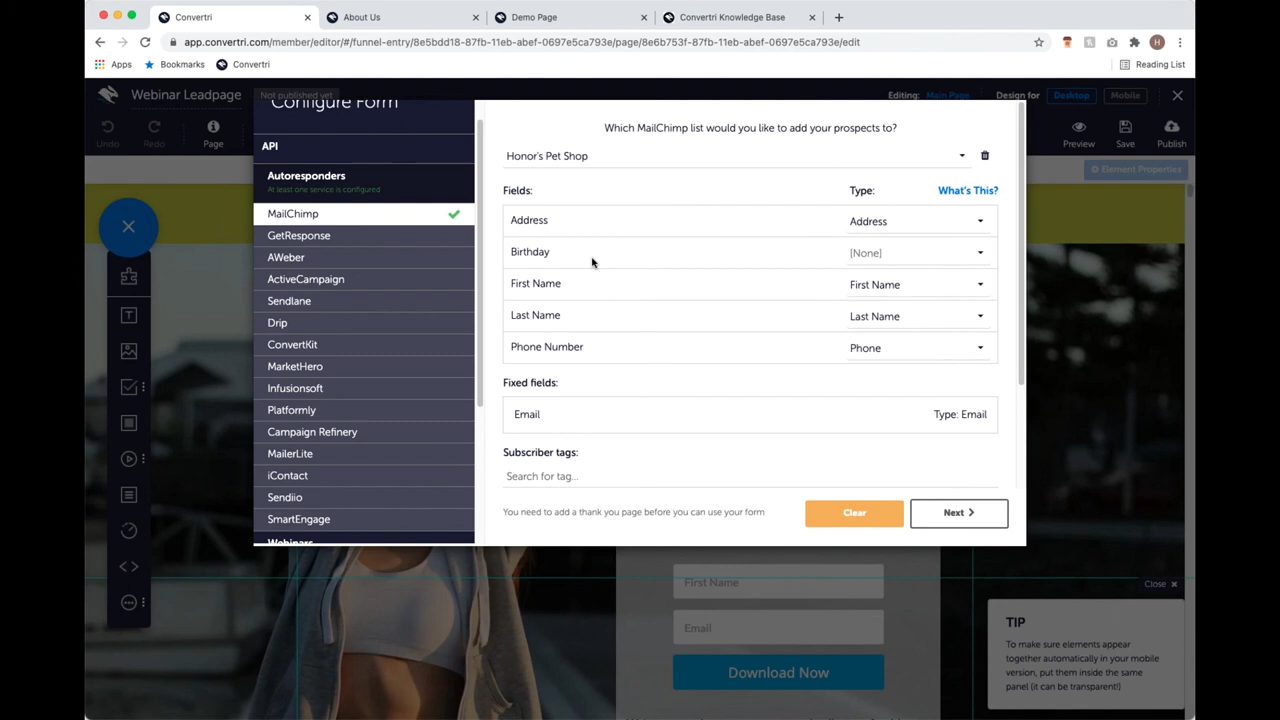 Convertri
About Us
Demo Page
Convertri Knowledge Base
app.convertri.com/member/editor/#/funnel-entry/8e5bdd18-87fb-11eb-abef-0697e5ca793e/page/8e6b753f-87fb-11eb-abef-0697e5ca793e/edit
H
Apps
Bookmarks
Convertri
Reading List
Webinar Leadpage
Not published yet
Editing: Main Page
Design for
Desktop
Mobile
Undo
Redo
Page
Preview
Save
Publish
Element Properties
Configure Form
API
Autoresponders
At least one service is configured
MailChimp
GetResponse
AWeber
ActiveCampaign
Sendlane
Drip
ConvertKit
MarketHero
Infusionsoft
Platformly
Campaign Refinery
MailerLite
iContact
Sendiio
SmartEngage
Webinars
Which MailChimp list would you like to add your prospects to?
Honor's Pet Shop
Fields: Type: What's This?
Address Address
Birthday [None]
First Name First Name
Last Name Last Name
Phone Number Phone
Fixed fields:
Email Type: Email
Subscriber tags:
Search for tag...
You need to add a thank you page before you can use your form
Clear
Next
First Name
Email
Download Now
Close
TIP
To make sure elements appear
together automatically in your mobile
version, put them inside the same
panel (it can be transparent!)